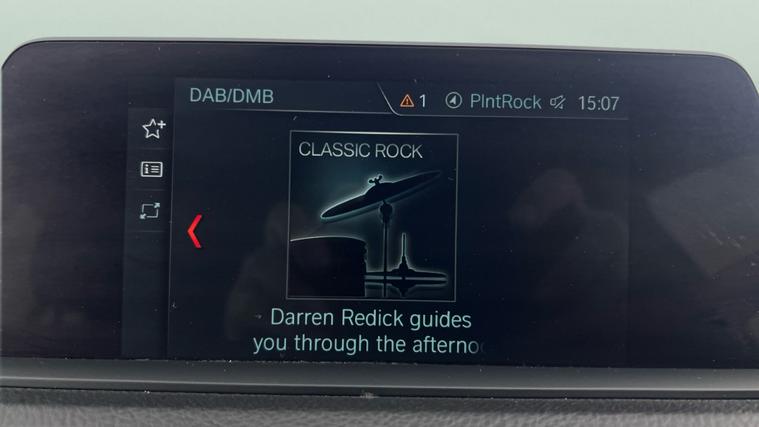 DAB/DMB
1 PlntRock 15:07
CLASSIC ROCK
Darren Redick guides
you through the afterno